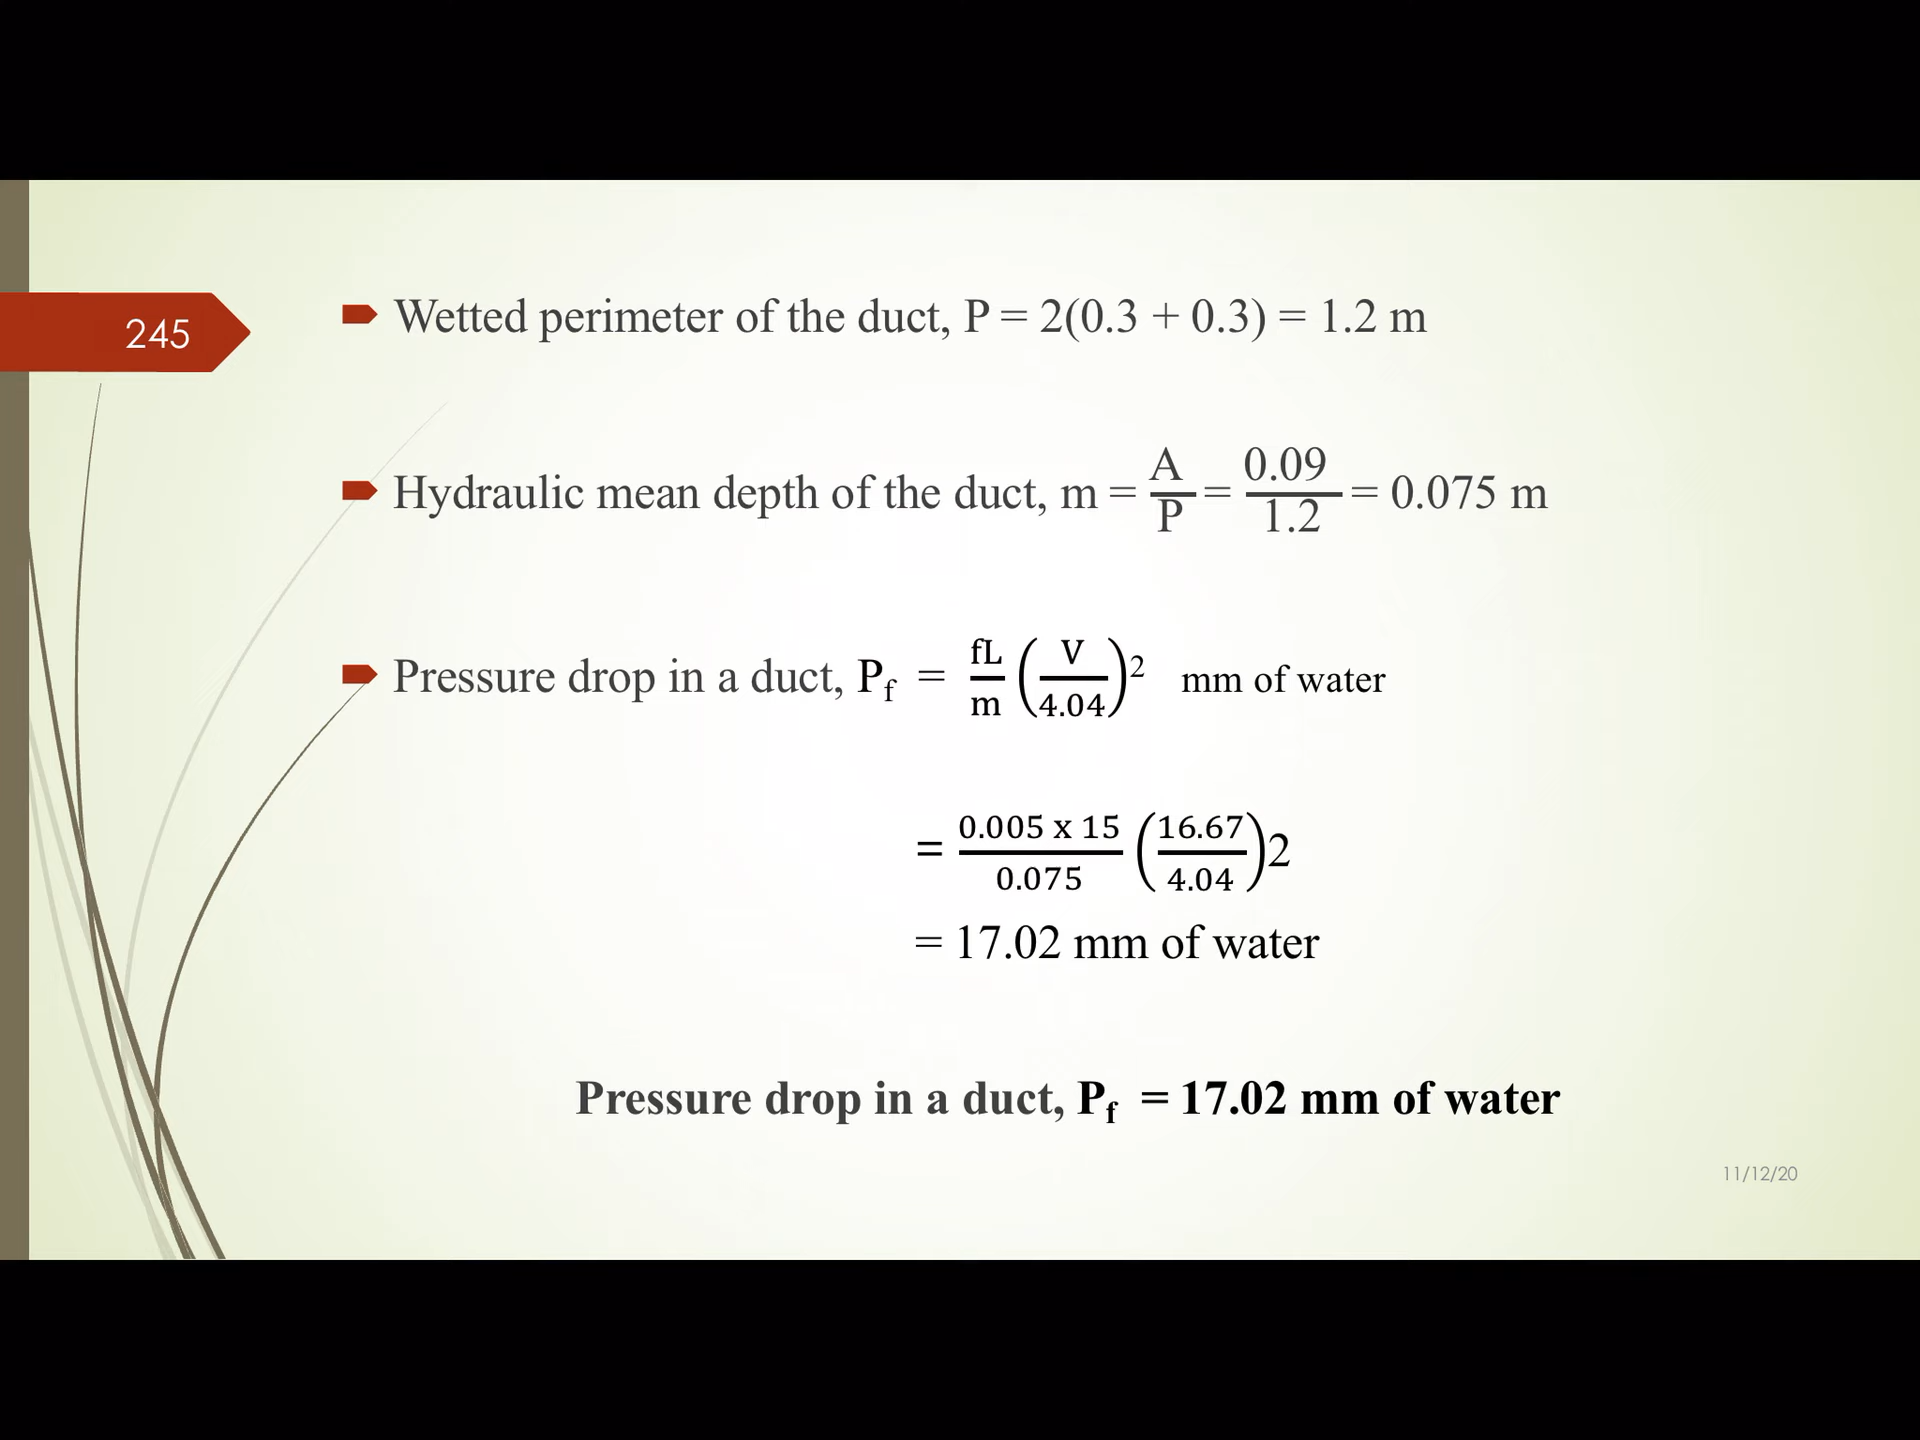 245
Wetted perimeter of the duct, P = 2(0.3 + 0.3) = 1.2 m
Hydraulic mean depth of the duct, m = A/P = 0.09/1.2 = 0.075 m
Pressure drop in a duct, P_f = fL/m (V/4.04)² mm of water
= 0.005 x 15/0.075 (16.67/4.04)2
= 17.02 mm of water
Pressure drop in a duct, P_f = 17.02 mm of water
11/12/20